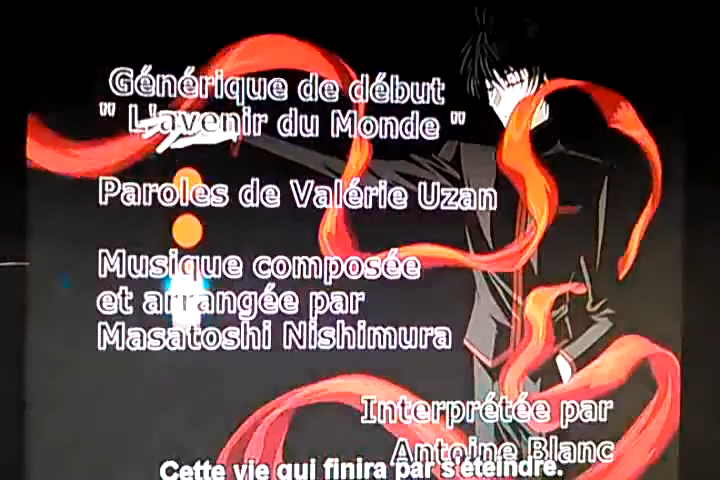 Générique de début
" L'avenir du Monde "
Paroles de Valérie Uzan
Musique composée
et arrangée par
Masatoshi Nishimura
Interprétée par
Antoine Blanc
Cette vie qui finira par s'éteindre.